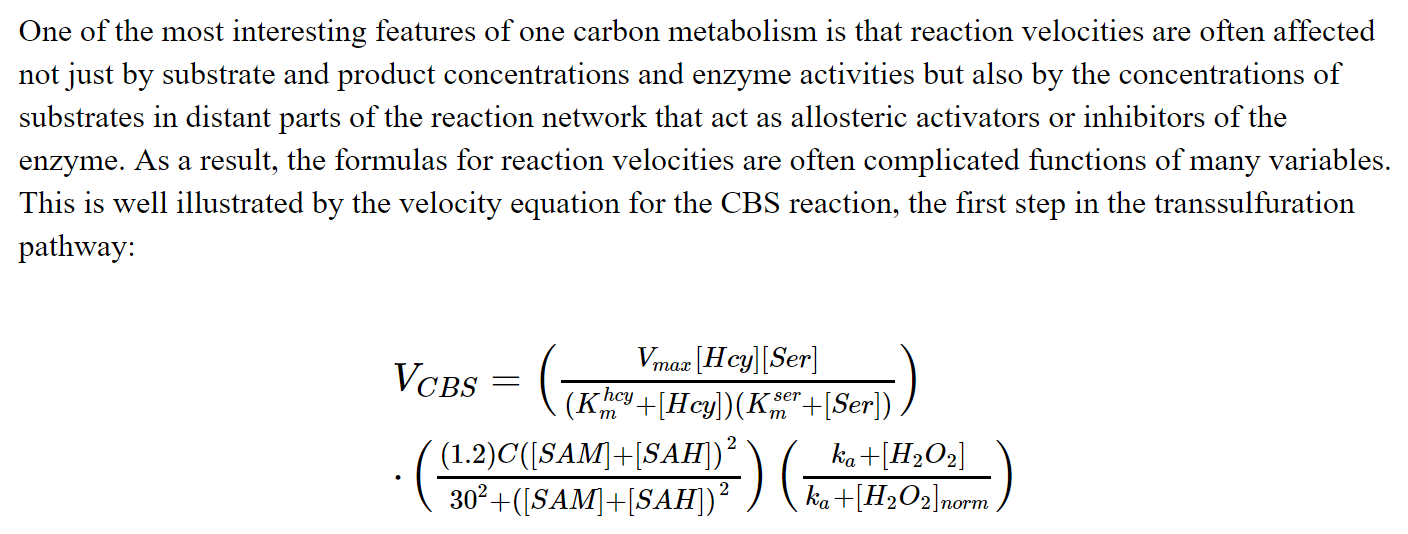 One of the most interesting features of one carbon metabolism is that reaction velocities are often affected
not just by substrate and product concentrations and enzyme activities but also by the concentrations of
substrates in distant parts of the reaction network that act as allosteric activators or inhibitors of the
enzyme. As a result, the formulas for reaction velocities are often complicated functions of many variables.
This is well illustrated by the velocity equation for the CBS reaction, the first step in the transsulfuration
pathway:
$V_{CBS} = \left( \frac{V_{max}[Hcy][Ser]}{(K_m^{hcy}+[Hcy])(K_m^{ser}+[Ser])} \right)$
$\cdot \left( \frac{(1.2)C([SAM]+[SAH])^2}{30^2+([SAM]+[SAH])^2} \right) \left( \frac{k_a+[H_2O_2]}{k_a+[H_2O_2]_{norm}} \right)$